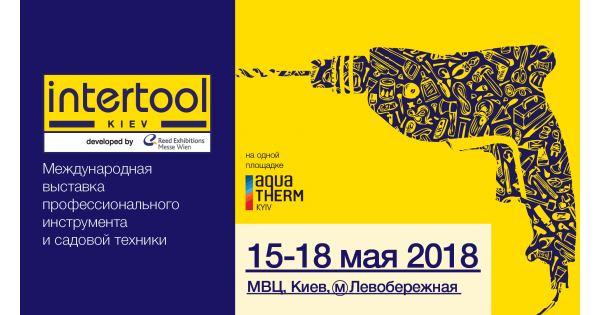 intertool
KIEV
developed by Reed Exhibitions
Messe Wien
Международная
выставка
профессионального
инструмента
и садовой техники
на одной
площадке
aqua
THERM
KYIV
15-18 мая 2018
МВЦ, Киев, М Левобережная